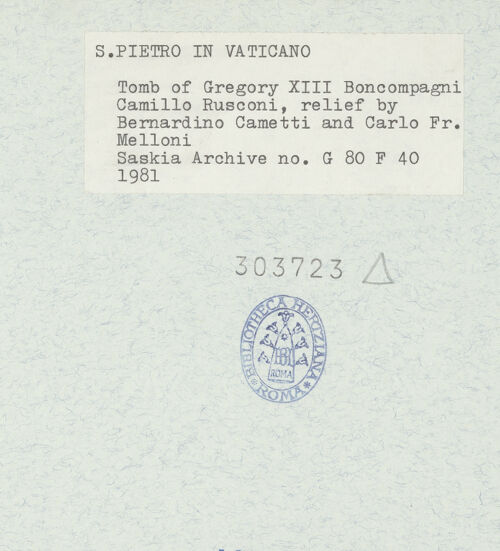 S.PIETRO IN VATICANO
Tomb of Gregory XIII Boncompagni
Camillo Rusconi, relief by
Bernardino Cametti and Carlo Fr.
Melloni
Saskia Archive no. G 80 F 40
1981
303723
BIBLIOTHECA HERTZIANA
ROMA
ROMA